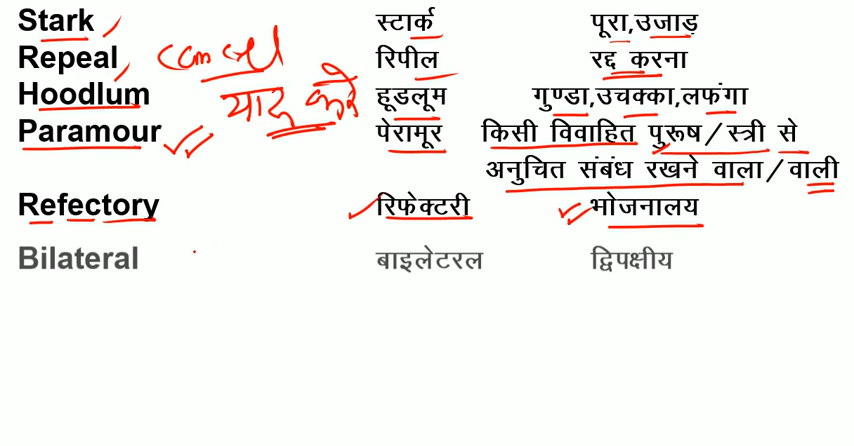 Stark स्टार्क पूरा,उजाड़
Repeal cancel रिपील रद्द करना
Hoodlum याद करे हूडलूम गुण्डा,उचक्का,लफंगा
Paramour पेरामूर किसी विवाहित पुरूष/स्त्री से
अनुचित संबंध रखने वाला/वाली
Refectory रिफेक्टरी भोजनालय
Bilateral बाइलेटरल द्विपक्षीय